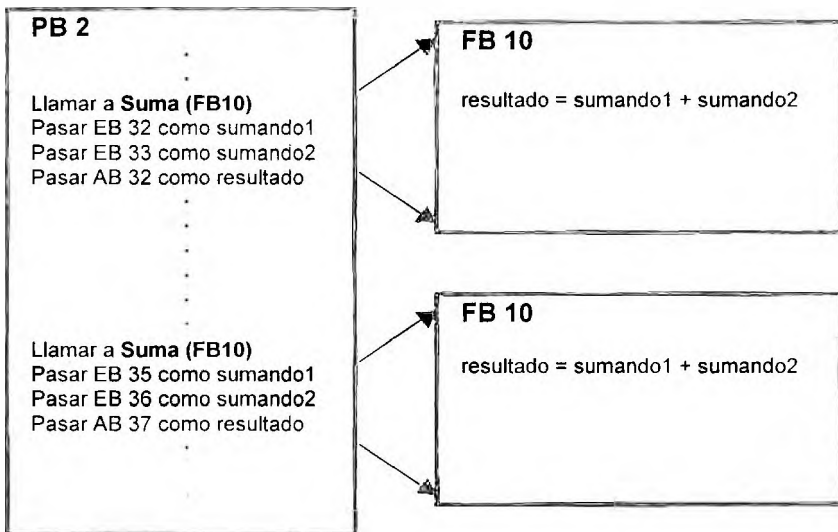 PB 2
Llamar a Suma (FB10)
Pasar EB 32 como sumando1
Pasar EB 33 como sumando2
Pasar AB 32 como resultado
Llamar a Suma (FB10)
Pasar EB 35 como sumando1
Pasar EB 36 como sumando2
Pasar AB 37 como resultado
FB 10
resultado = sumando1 + sumando2
FB 10
resultado = sumando1 + sumando2